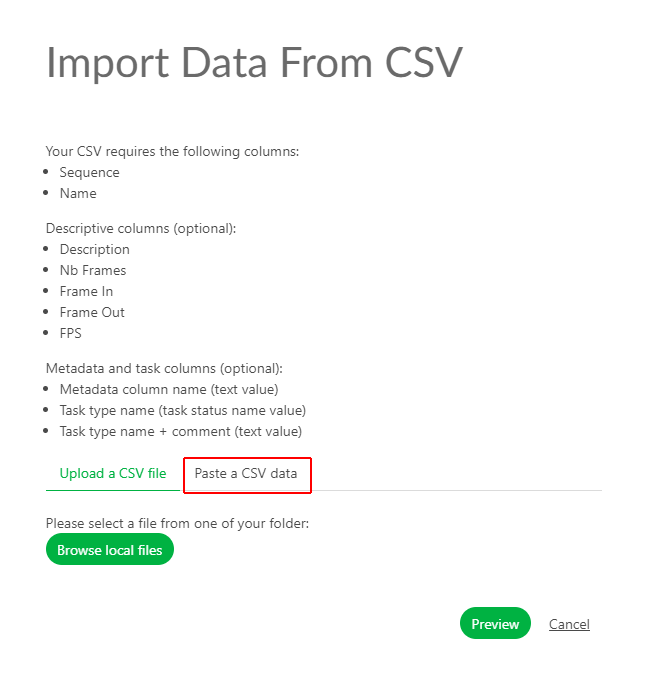 Import Data From CSV
Your CSV requires the following columns:
Sequence
Name
Descriptive columns (optional):
Description
Nb Frames
Frame In
Frame Out
FPS
Metadata and task columns (optional):
Metadata column name (text value)
Task type name (task status name value)
Task type name + comment (text value)
Upload a CSV file Paste a CSV data
Please select a file from one of your folder:
Browse local files
Preview Cancel